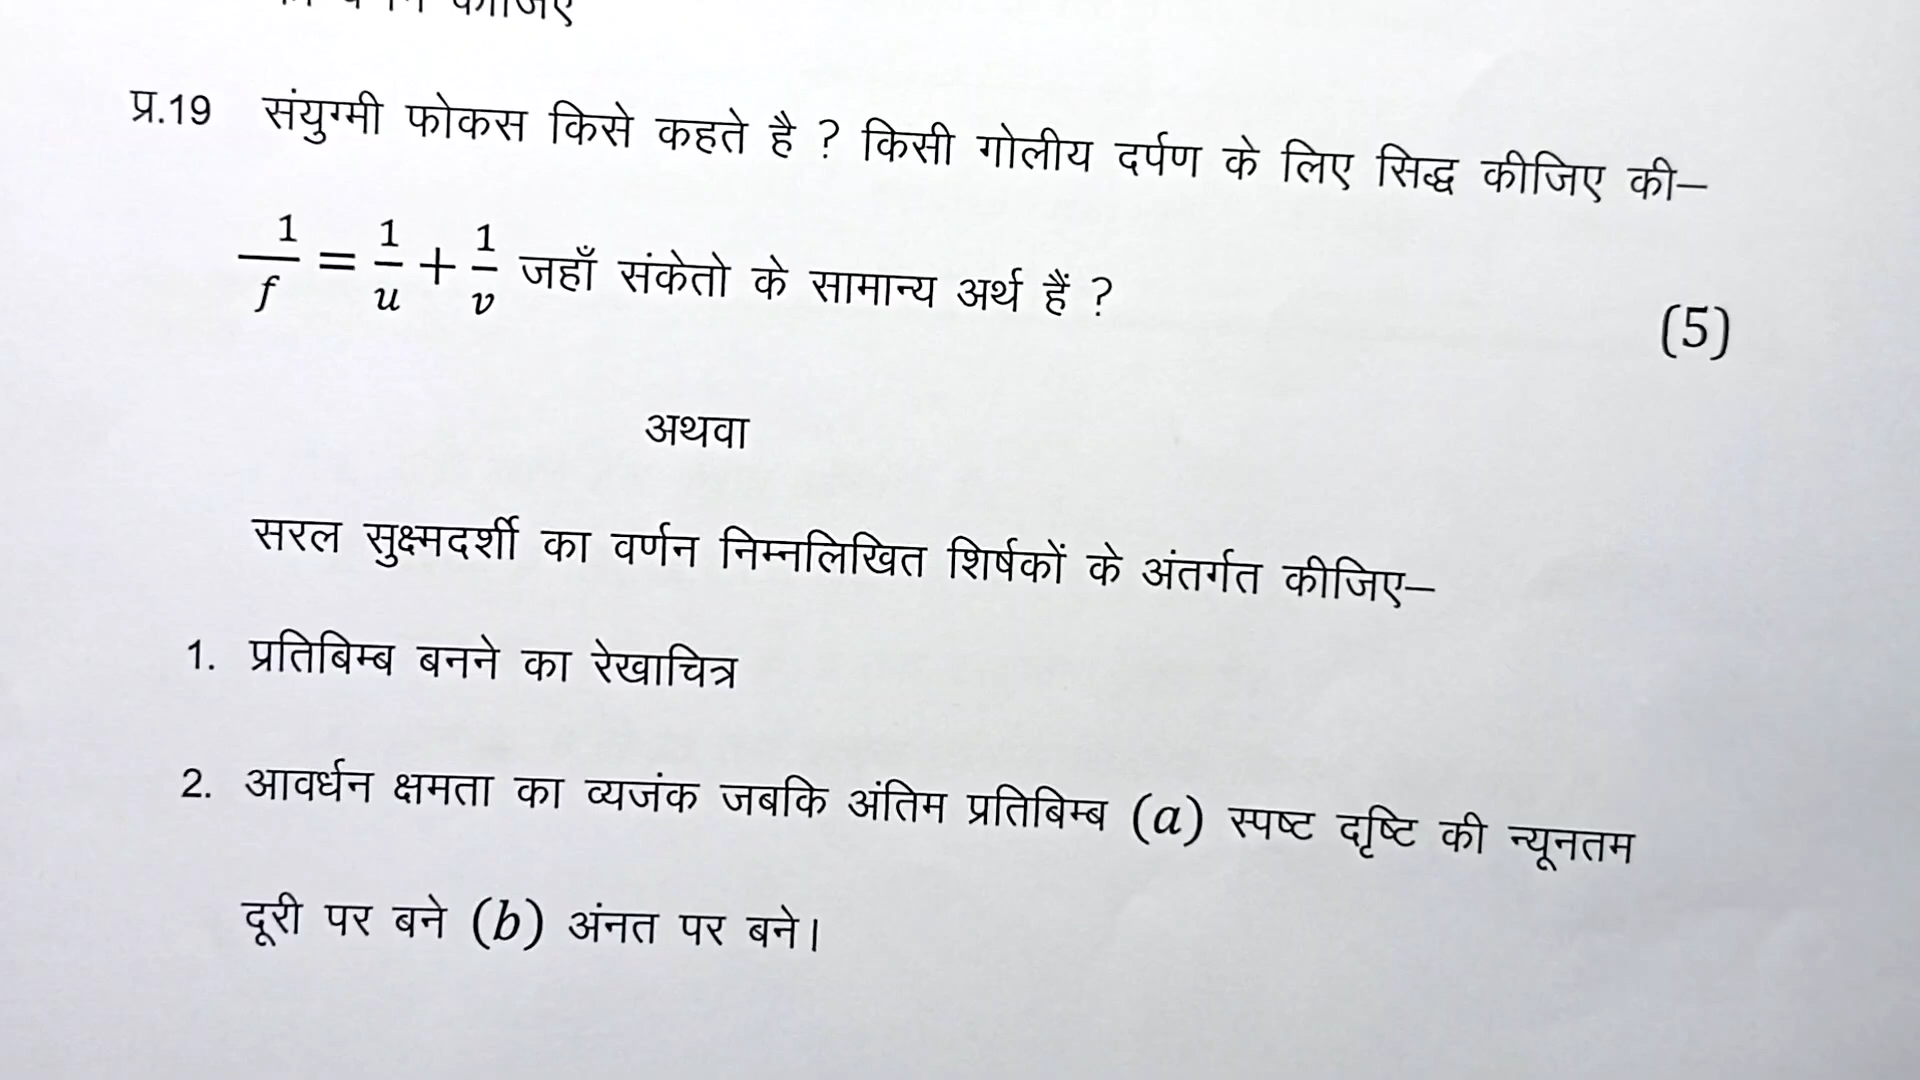 प्र.19 संयुग्मी फोकस किसे कहते है ? किसी गोलीय दर्पण के लिए सिद्ध कीजिए की–
1/f = 1/u + 1/v जहाँ संकेतो के सामान्य अर्थ हैं ?
(5)
अथवा
सरल सुक्ष्मदर्शी का वर्णन निम्नलिखित शिर्षकों के अंतर्गत कीजिए–
1. प्रतिबिम्ब बनने का रेखाचित्र
2. आवर्धन क्षमता का व्यजंक जबकि अंतिम प्रतिबिम्ब (a) स्पष्ट दृष्टि की न्यूनतम
दूरी पर बने (b) अंनत पर बने।